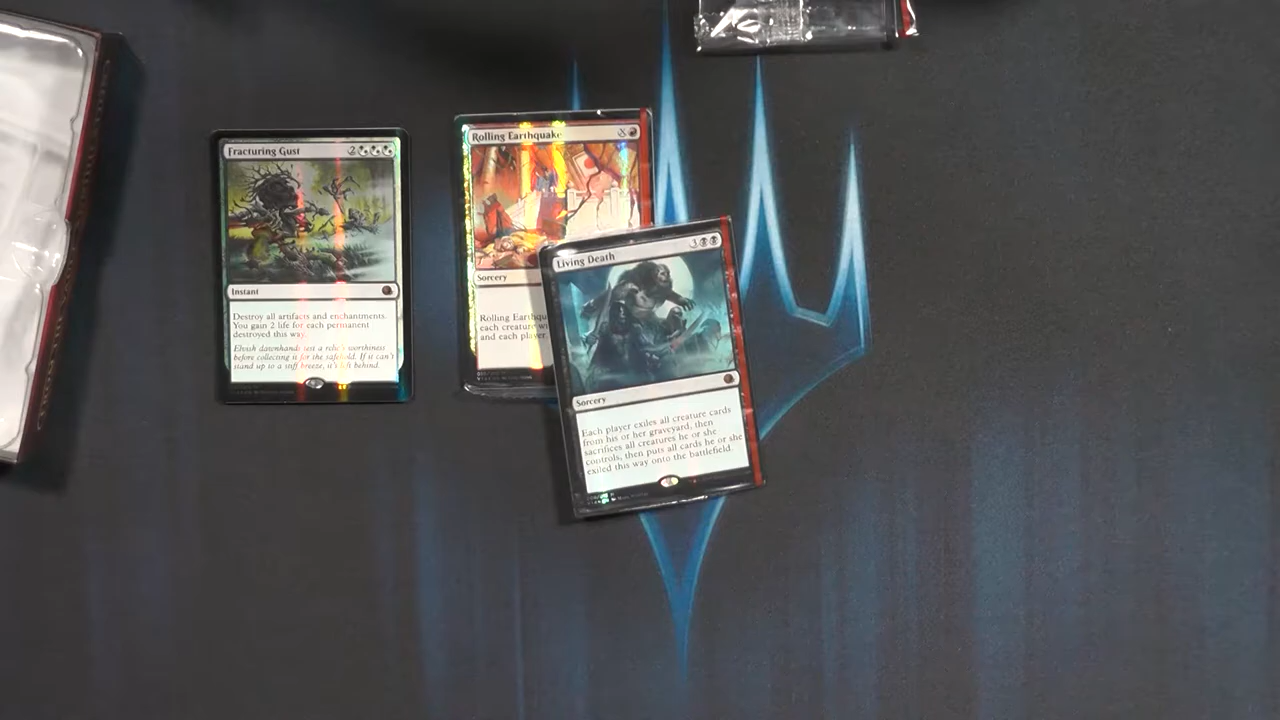 Fracturing Gust
2
Instant
Destroy all artifacts and enchantments.
You gain 2 life for each permanent
destroyed this way.
Elvish dawnhands test a relic's worthiness
before collecting it for the safehold. If it can't
stand up to a stiff breeze, it's left behind.
Rolling Earthquake
X
Sorcery
Rolling Earthqu
each creature wi
and each player.
Living Death
3
Sorcery
Each player exiles all creature cards
from his or her graveyard, then
sacrifices all creatures he or she
controls, then puts all cards he or she
exiled this way onto the battlefield.